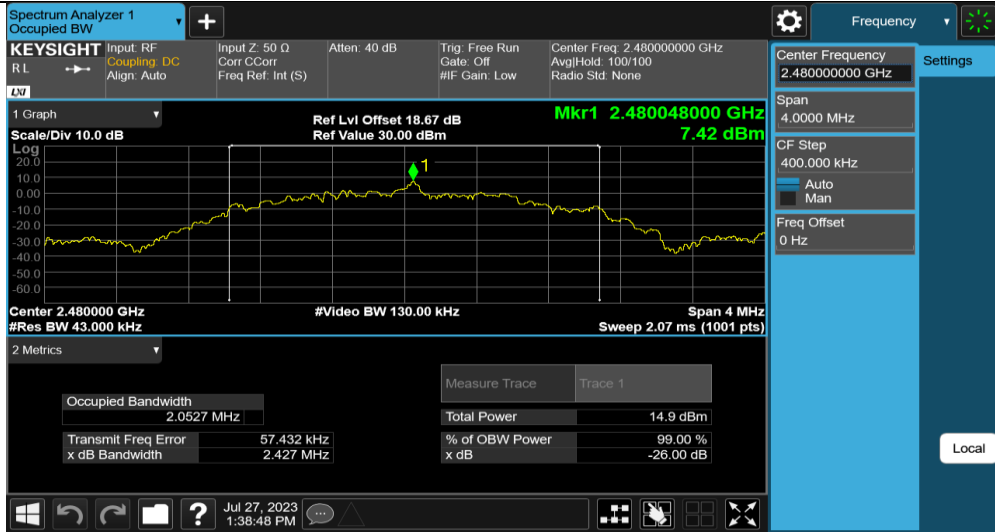 Spectrum Analyzer 1
Occupied BW
Frequency
KEYSIGHT
RL
LXI
Input: RF
Coupling: DC
Align: Auto
Input Z: 50 Ω
Corr CCorr
Freq Ref: Int (S)
Atten: 40 dB
Trig: Free Run
Gate: Off
#IF Gain: Low
Center Freq: 2.480000000 GHz
Avg|Hold: 100/100
Radio Std: None
Center Frequency
2.480000000 GHz
Settings
Span
4.0000 MHz
CF Step
400.000 kHz
Auto
Man
Freq Offset
0 Hz
1 Graph
Scale/Div 10.0 dB
Ref Lvl Offset 18.67 dB
Ref Value 30.00 dBm
Mkr1 2.480048000 GHz
7.42 dBm
Log
20.0
10.0
0.00
-10.0
-20.0
-30.0
-40.0
-50.0
-60.0
1
Center 2.480000 GHz
#Res BW 43.000 kHz
#Video BW 130.00 kHz
Span 4 MHz
Sweep 2.07 ms (1001 pts)
2 Metrics
Measure Trace Trace 1
Occupied Bandwidth
2.0527 MHz
Total Power 14.9 dBm
Transmit Freq Error 57.432 kHz
% of OBW Power 99.00 %
x dB Bandwidth 2.427 MHz
x dB -26.00 dB
Local
Jul 27, 2023
1:38:48 PM